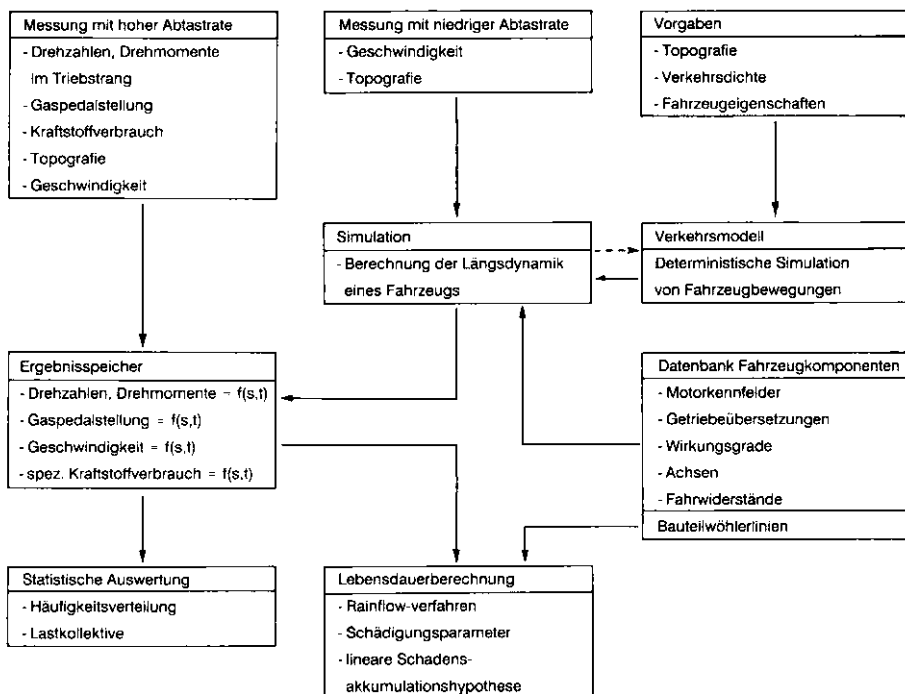 Messung mit hoher Abtastrate
- Drehzahlen, Drehmomente
im Triebstrang
- Gaspedalstellung
- Kraftstoffverbrauch
- Topografie
- Geschwindigkeit
Messung mit niedriger Abtastrate
- Geschwindigkeit
- Topografie
Vorgaben
- Topografie
- Verkehrsdichte
- Fahrzeugeigenschaften
Simulation
- Berechnung der Längsdynamik
eines Fahrzeugs
Verkehrsmodell
Deterministische Simulation
von Fahrzeugbewegungen
Ergebnisspeicher
- Drehzahlen, Drehmomente = f(s,t)
- Gaspedalstellung = f(s,t)
- Geschwindigkeit = f(s,t)
- spez. Kraftstoffverbrauch = f(s,t)
Datenbank Fahrzeugkomponenten
- Motorkennfelder
- Getriebeübersetzungen
- Wirkungsgrade
- Achsen
- Fahrwiderstände
Bauteilwöhlerlinien
Statistische Auswertung
- Häufigkeitsverteilung
- Lastkollektive
Lebensdauerberechnung
- Rainflow-verfahren
- Schädigungsparameter
- lineare Schadens-
akkumulationshypothese